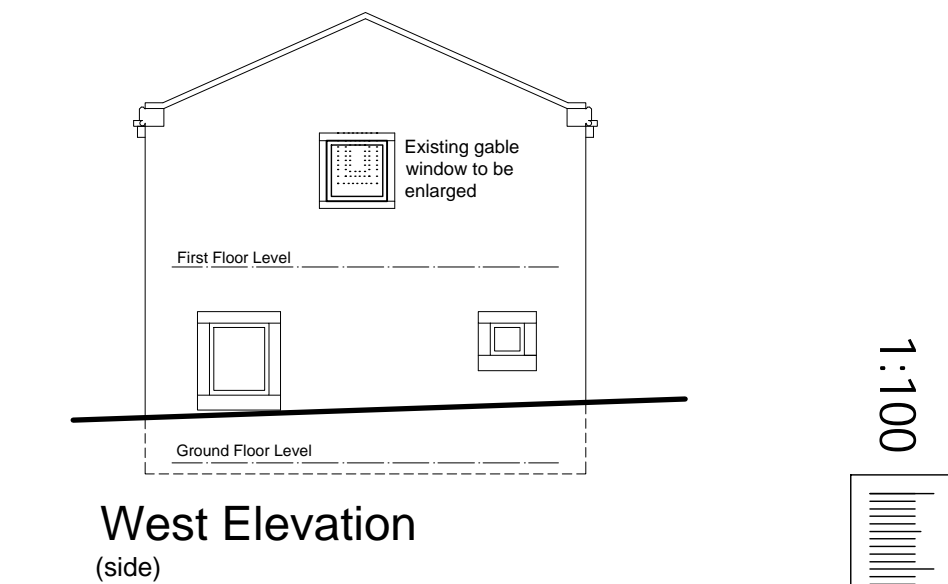 Existing gable
window to be
enlarged
First Floor Level
Ground Floor Level
West Elevation
(side)
1:100